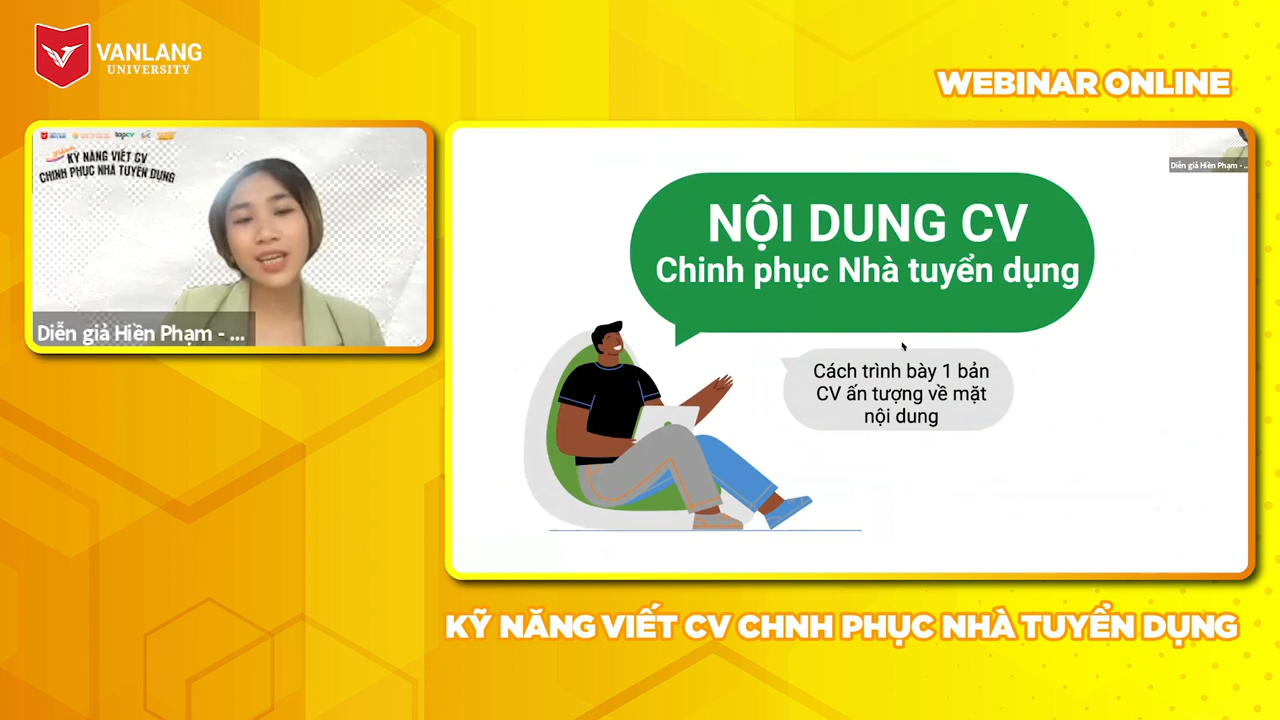 VANLANG
UNIVERSITY
WEBINAR ONLINE
topcv
KỸ NĂNG VIẾT CV
CHINH PHỤC NHÀ TUYỂN DỤNG
Diễn giả Hiền Phạm - ...
Diễn giả Hiền Phạm - ...
NỘI DUNG CV
Chinh phục Nhà tuyển dụng
Cách trình bày 1 bản
CV ấn tượng về mặt
nội dung
KỸ NĂNG VIẾT CV CHNH PHỤC NHÀ TUYỂN DỤNG